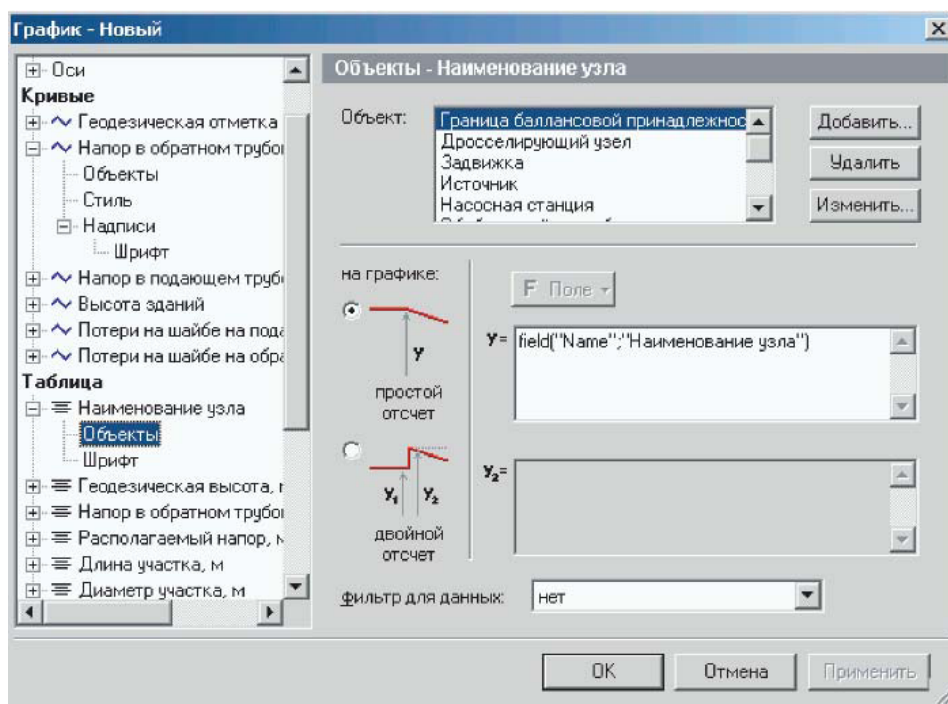 График - Новый
Оси
Кривые
Геодезическая отметка
Напор в обратном трубо
Объекты
Стиль
Надписи
Шрифт
Напор в подающем труб
Высота зданий
Потери на шайбе на пода
Потери на шайбе на обра
Таблица
Наименование узла
Объекты
Шрифт
Геодезическая высота,
Напор в обратном трубо
Располагаемый напор,
Длина участка, м
Диаметр участка, м
Объекты - Наименование узла
Объект:
Граница баллансовой принадлежнос
Дросселирующий узел
Задвижка
Источник
Насосная станция
Добавить...
Удалить
Изменить...
на графике:
F Поле
y
простой
отсчет
y= field("Name";"Наименование узла")
y₁ y₂
двойной
отсчет
y₂=
фильтр для данных: нет
OK
Отмена
Применить